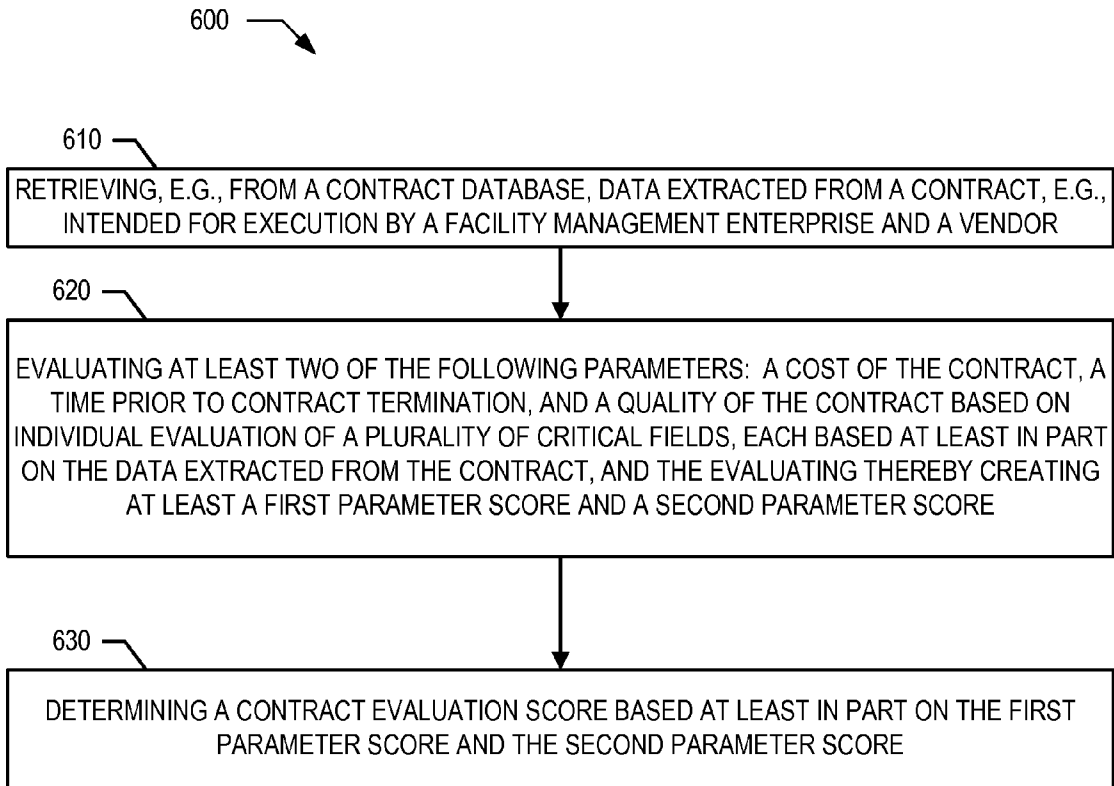 600
610
RETRIEVING, E.G., FROM A CONTRACT DATABASE, DATA EXTRACTED FROM A CONTRACT, E.G.,
INTENDED FOR EXECUTION BY A FACILITY MANAGEMENT ENTERPRISE AND A VENDOR
620
EVALUATING AT LEAST TWO OF THE FOLLOWING PARAMETERS: A COST OF THE CONTRACT, A
TIME PRIOR TO CONTRACT TERMINATION, AND A QUALITY OF THE CONTRACT BASED ON
INDIVIDUAL EVALUATION OF A PLURALITY OF CRITICAL FIELDS, EACH BASED AT LEAST IN PART
ON THE DATA EXTRACTED FROM THE CONTRACT, AND THE EVALUATING THEREBY CREATING
AT LEAST A FIRST PARAMETER SCORE AND A SECOND PARAMETER SCORE
630
DETERMINING A CONTRACT EVALUATION SCORE BASED AT LEAST IN PART ON THE FIRST
PARAMETER SCORE AND THE SECOND PARAMETER SCORE